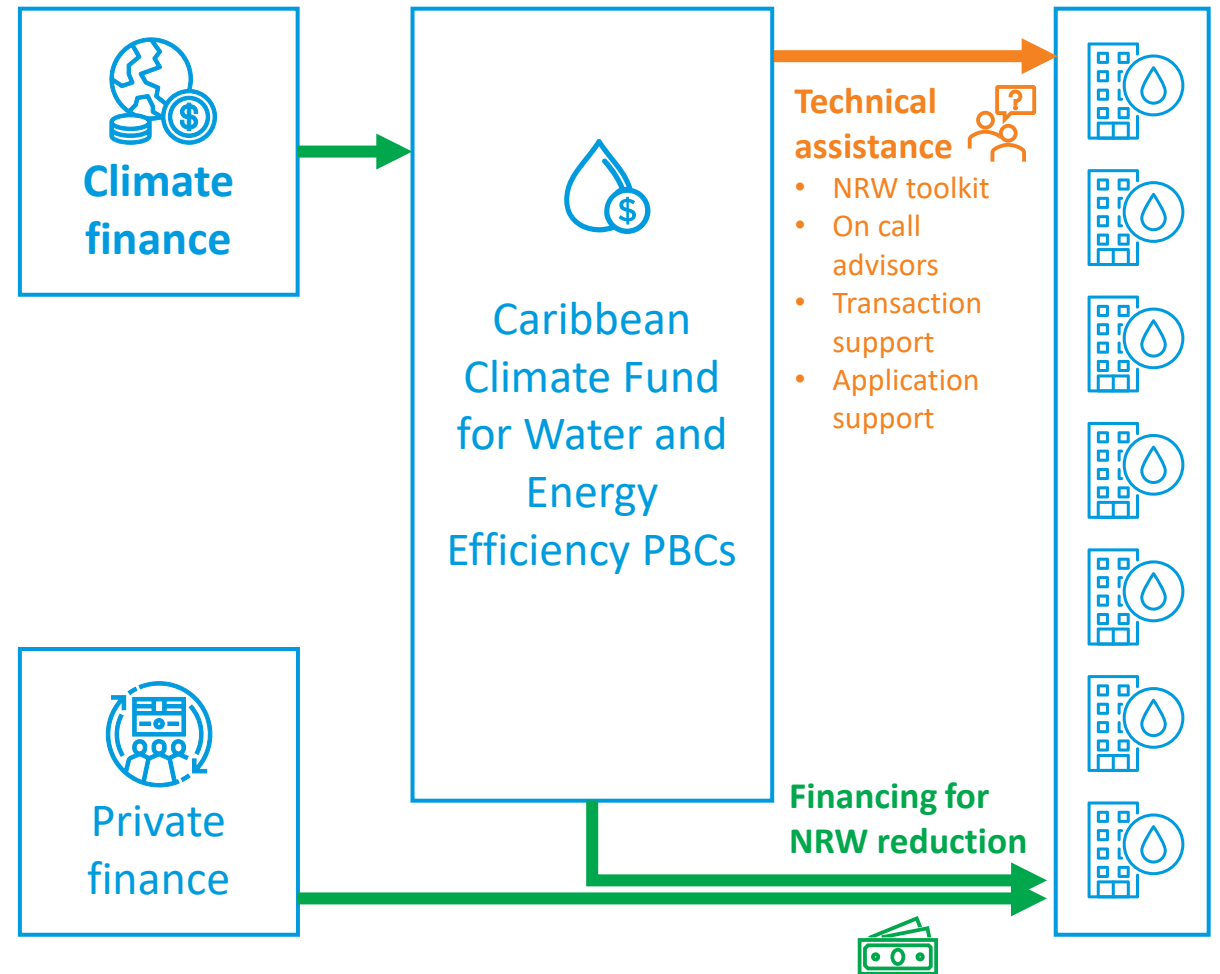 Climate
finance
Caribbean
Climate Fund
for Water and
Energy
Efficiency PBCs
Technical
assistance
?
• NRW toolkit
• On call
advisors
• Transaction
support
• Application
support
Private
finance
Financing for
NRW reduction
$
$